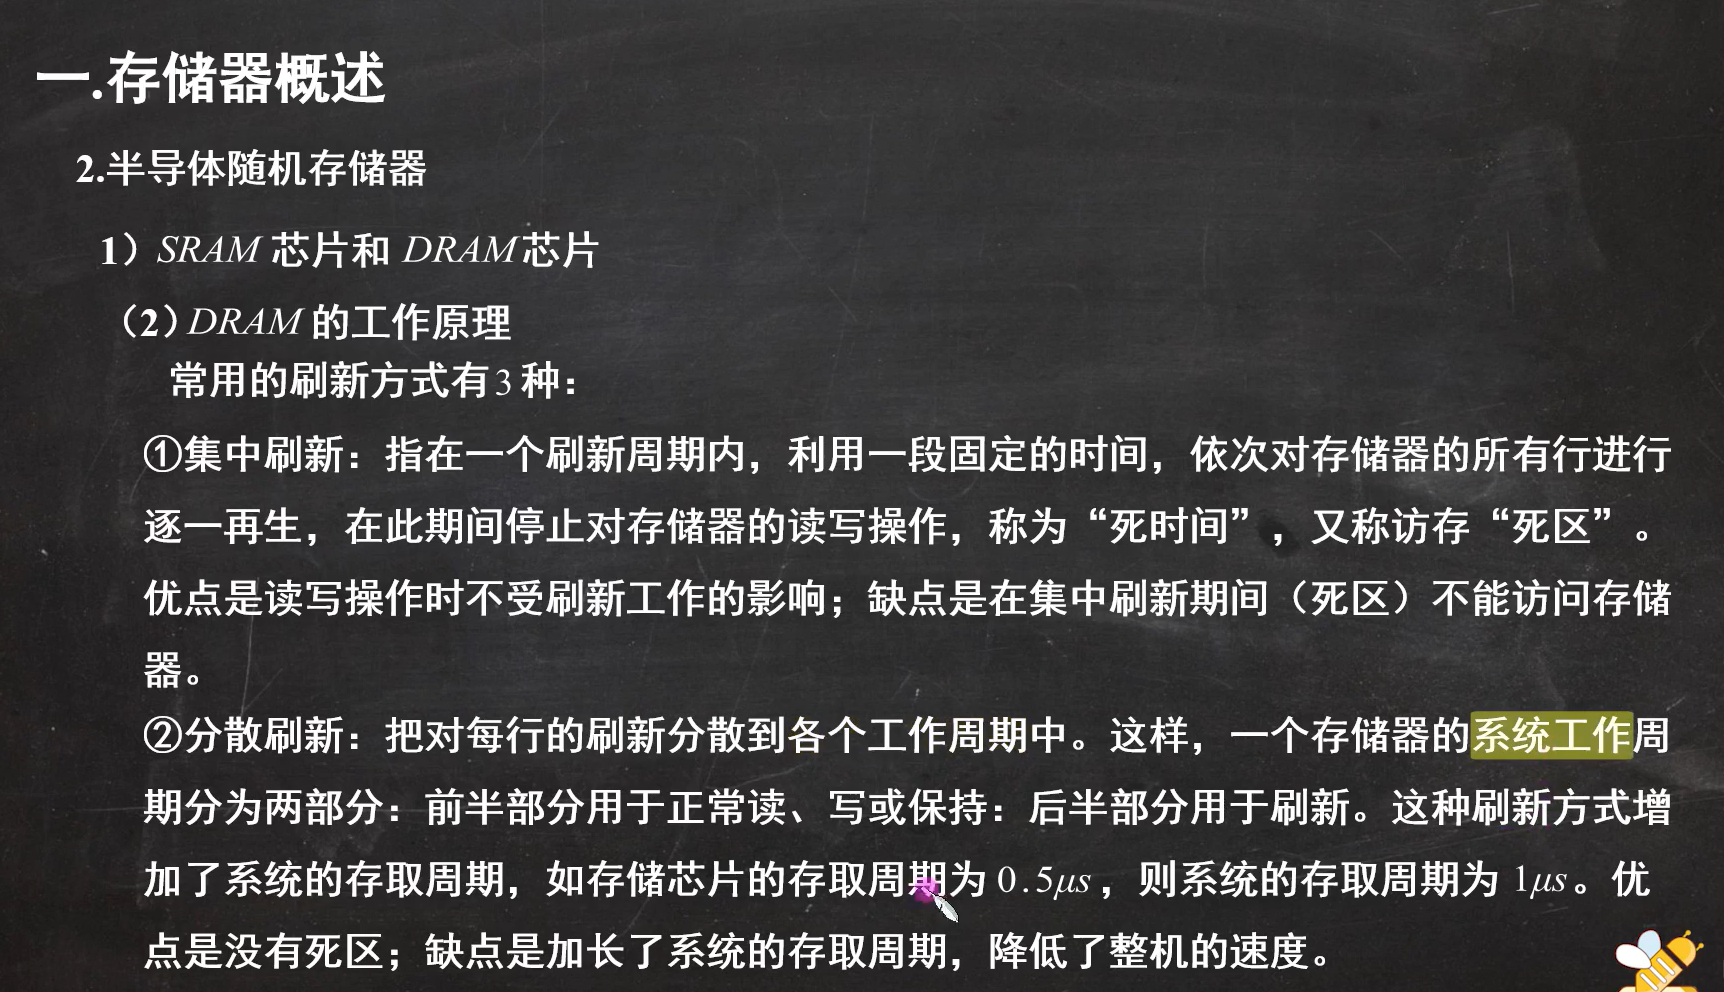 一.存储器概述
2.半导体随机存储器
1）SRAM 芯片和 DRAM芯片
（2）DRAM 的工作原理
常用的刷新方式有3 种：
①集中刷新：指在一个刷新周期内，利用一段固定的时间，依次对存储器的所有行进行
逐一再生，在此期间停止对存储器的读写操作，称为“死时间”，又称访存“死区”。
优点是读写操作时不受刷新工作的影响；缺点是在集中刷新期间（死区）不能访问存储
器。
②分散刷新：把对每行的刷新分散到各个工作周期中。这样，一个存储器的系统工作周
期分为两部分：前半部分用于正常读、写或保持：后半部分用于刷新。这种刷新方式增
加了系统的存取周期，如存储芯片的存取周期为 0.5μs，则系统的存取周期为 1μs。优
点是没有死区；缺点是加长了系统的存取周期，降低了整机的速度。